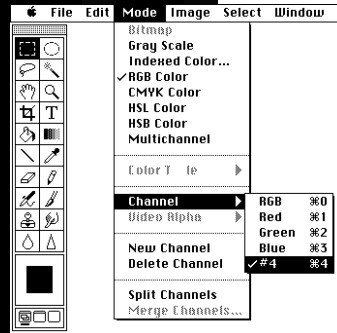 File Edit Mode Image Select Window
Bitmap
Gray Scale
Indexed Color...
✓RGB Color
CMYK Color
HSL Color
HSB Color
Multichannel
Color T le
Channel
Video Alpha
New Channel
Delete Channel
Split Channels
Merge Channels...
RGB ⌘0
Red ⌘1
Green ⌘2
Blue ⌘3
✓#4 ⌘4
T